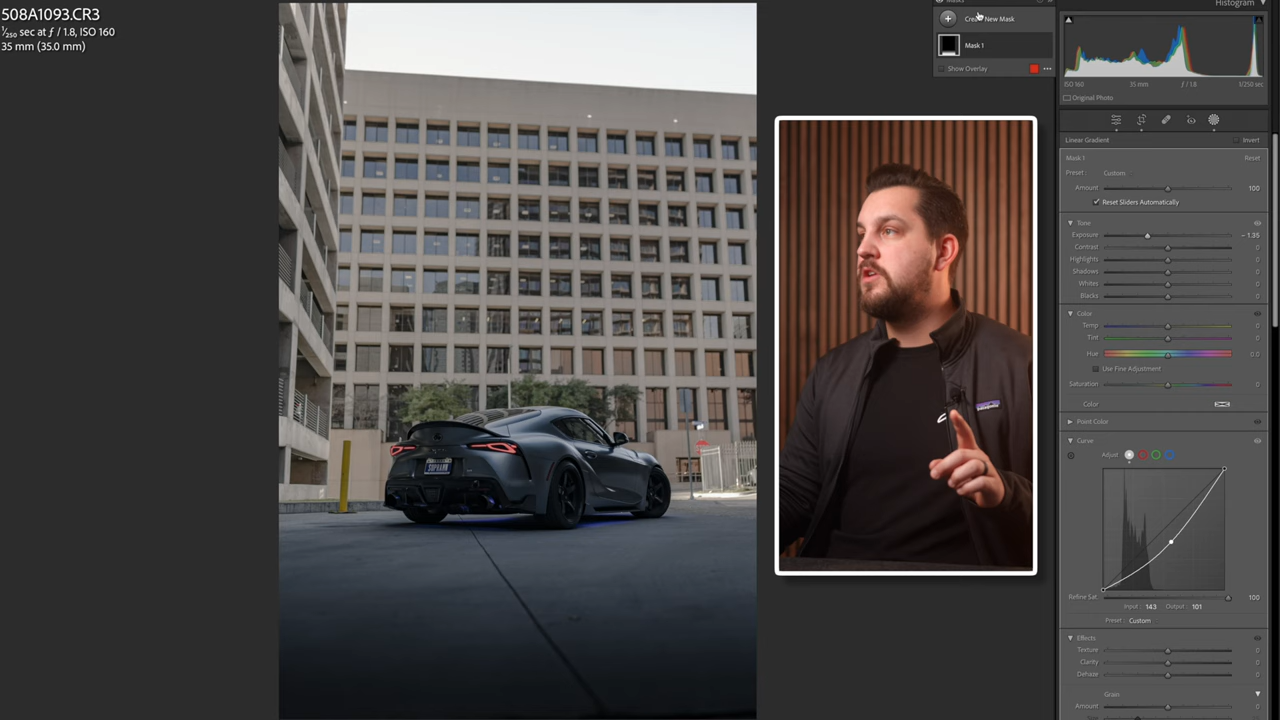 508A1093.CR3
1/250 sec at ƒ / 1.8, ISO 160
35 mm (35.0 mm)
Masks
Create New Mask
Mask 1
Show Overlay
Histogram
ISO 160 35 mm ƒ / 1.8 1/250 sec
Original Photo
Linear Gradient Invert
Mask 1 Reset
Preset : Custom
Amount 100
Reset Sliders Automatically
Tone
Exposure – 1.35
Contrast 0
Highlights 0
Shadows 0
Whites 0
Blacks 0
Color
Temp 0
Tint 0
Hue 0.0
Use Fine Adjustment
Saturation 0
Color
Point Color
Curve
Adjust
Refine Sat. 100
Input : 143 Output : 101
Preset : Custom
Effects
Texture 0
Clarity 0
Dehaze 0
Grain
Amount 0
patagonia